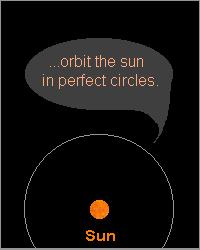 ...orbit the sun
in perfect circles.
Sun